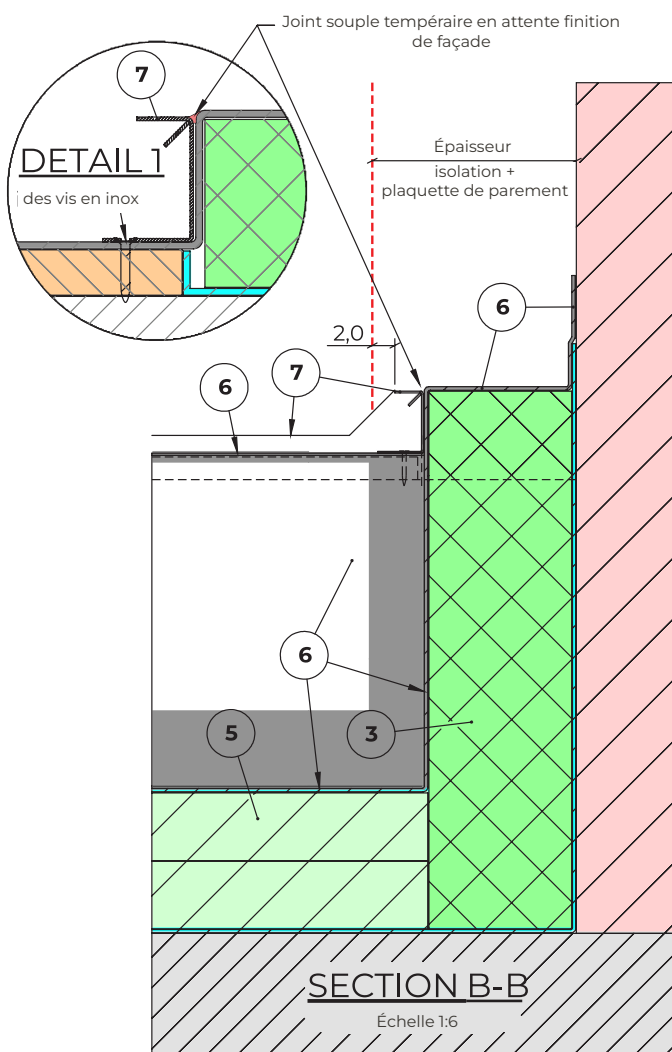 Joint souple tempéraire en attente finition
de façade
7
DETAIL 1
des vis en inox
Épaisseur
isolation +
plaquette de parement
6
2,0
6
7
6
5
3
SECTION B-B
Échelle 1:6